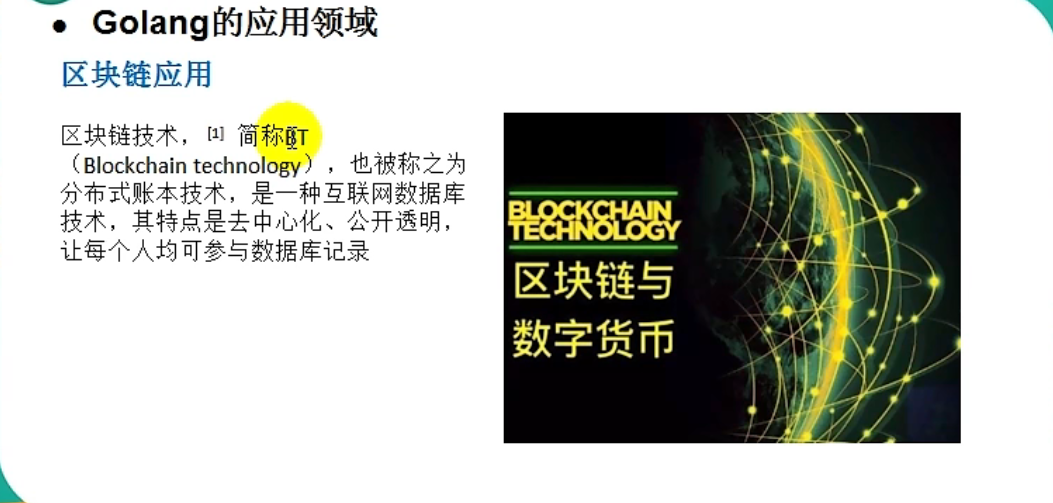 ● Golang的应用领域
区块链应用
区块链技术， [1] 简称BT
（Blockchain technology），也被称之为
分布式账本技术，是一种互联网数据库
技术，其特点是去中心化、公开透明，
让每个人均可参与数据库记录
BLOCKCHAIN
TECHNOLOGY
区块链与
数字货币